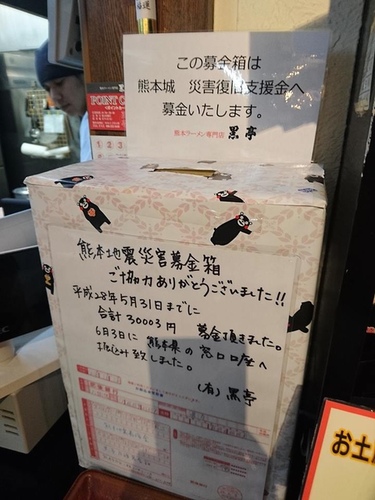 この募金箱は
熊本城 災害復旧支援金へ
募金いたします。
熊本ラーメン専門店 黒亭
POINT C
1 2 3
熊本地震災害募金箱
ご協力ありがとうございました!!
平成28年5月31日までに
合計30003円 募金頂きました。
6月3日に 熊本県の窓口口座へ
振込み致しました。
(有)黒亭
お土